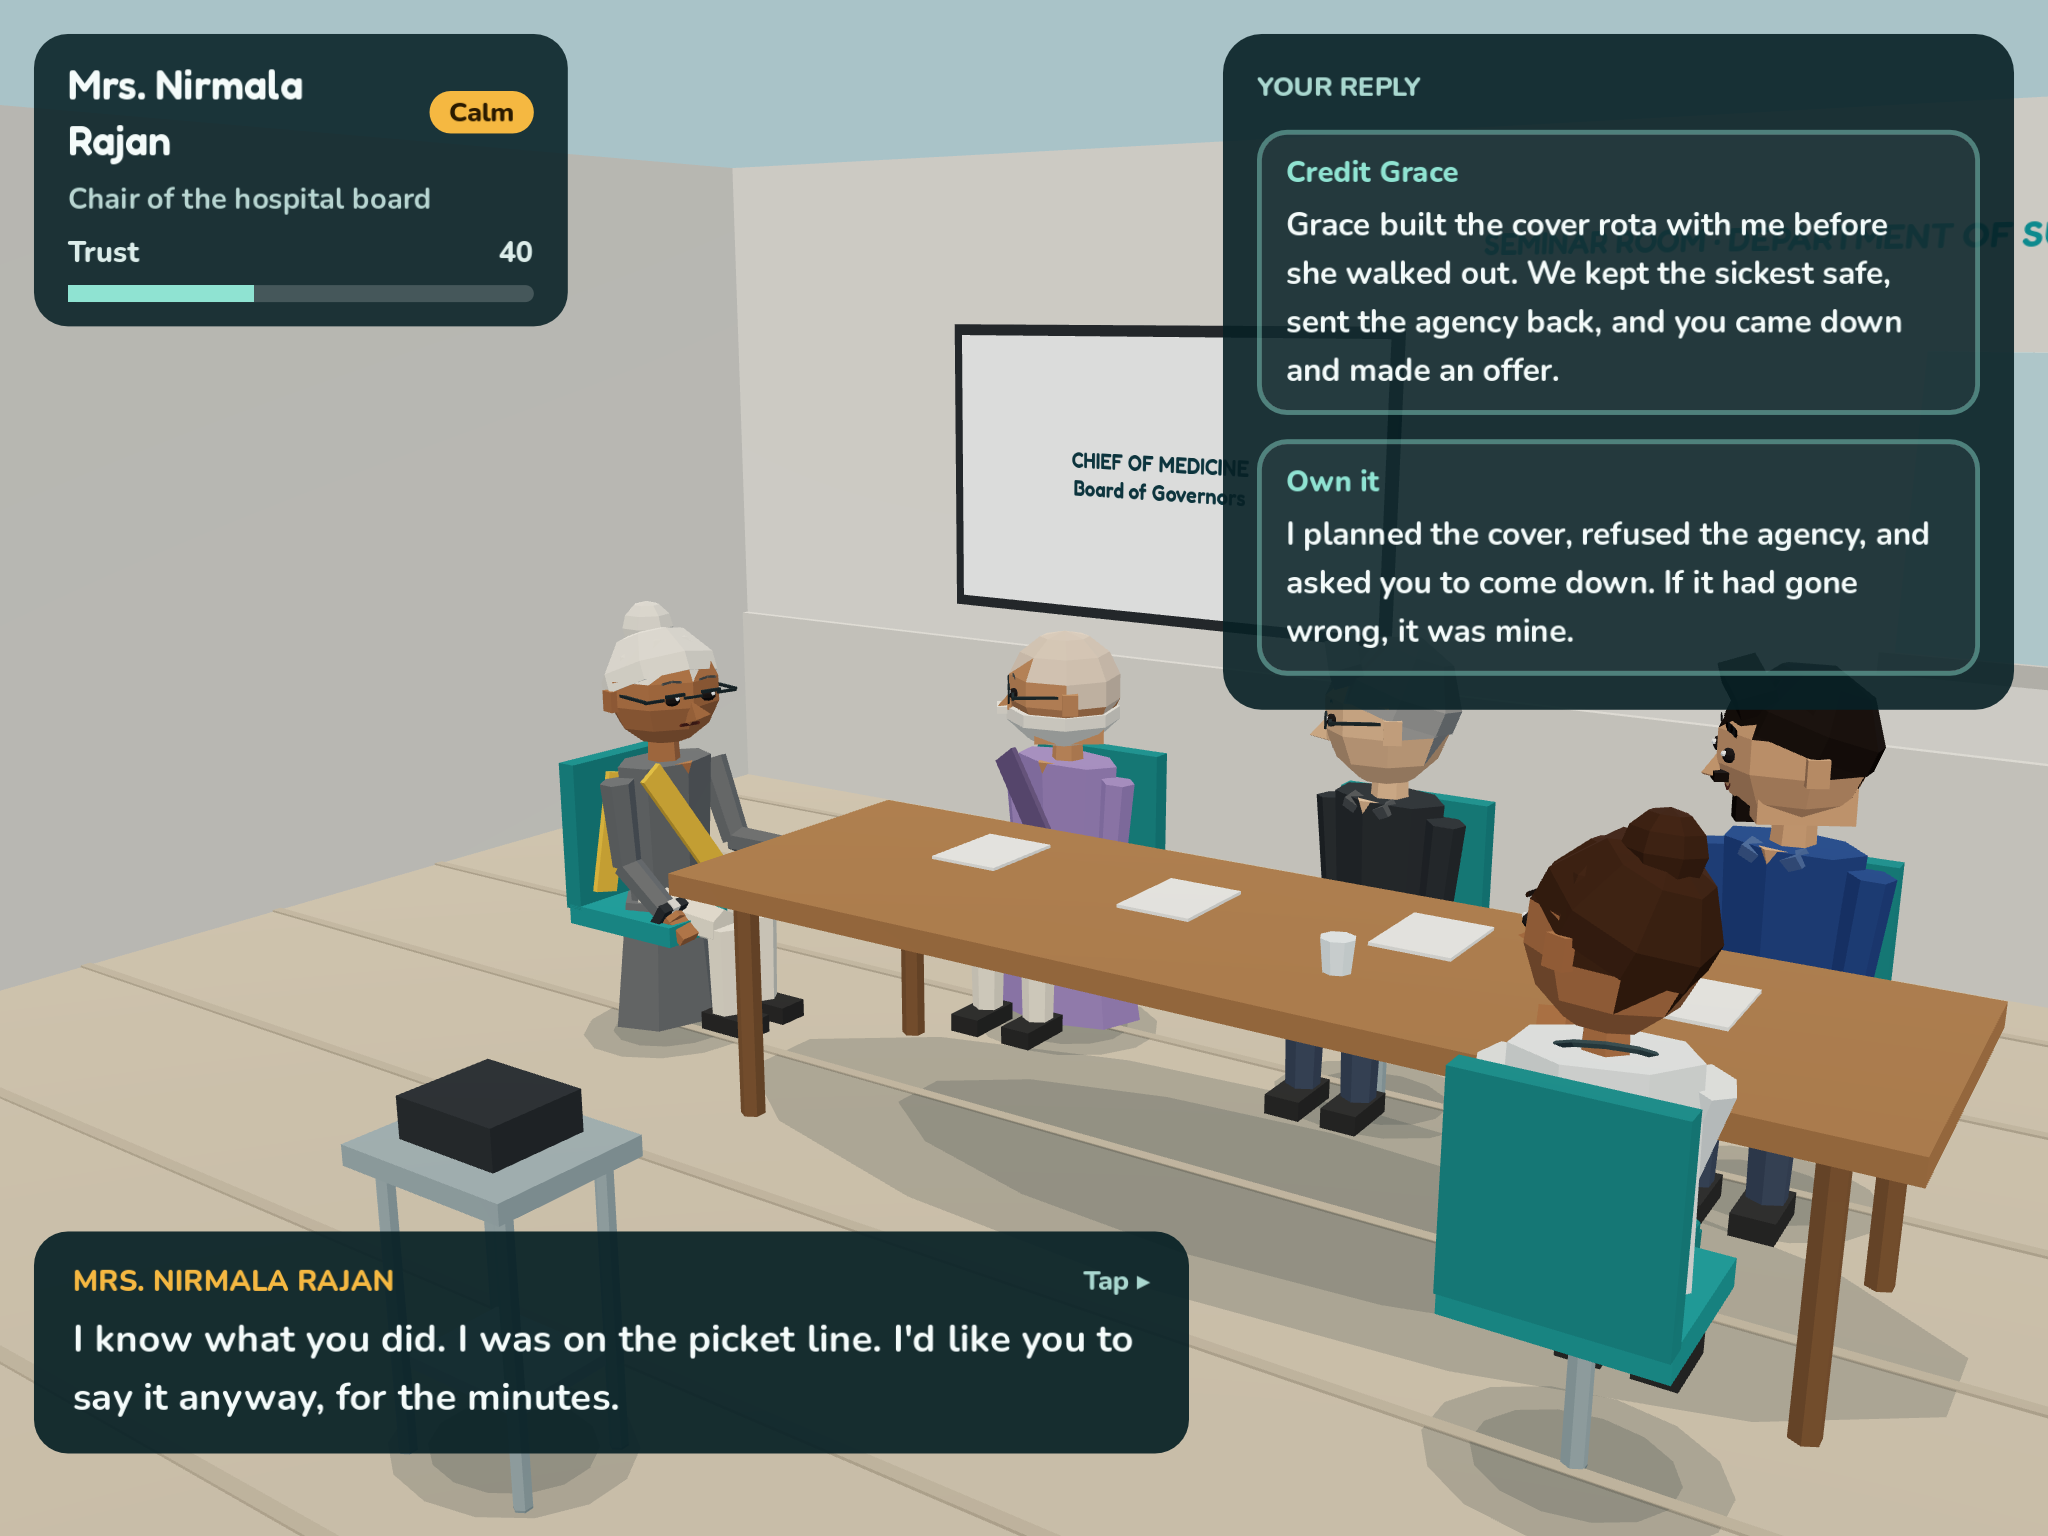 Mrs. Nirmala
Rajan
Calm
Chair of the hospital board
Trust
40
YOUR REPLY
Credit Grace
Grace built the cover rota with me before
she walked out. We kept the sickest safe,
sent the agency back, and you came down
and made an offer.
Own it
I planned the cover, refused the agency, and
asked you to come down. If it had gone
wrong, it was mine.
SEMINAR ROOM · DEPARTMENT OF
CHIEF OF MEDICINE
Board of Governors
MRS. NIRMALA RAJAN
Tap ▸
I know what you did. I was on the picket line. I'd like you to
say it anyway, for the minutes.